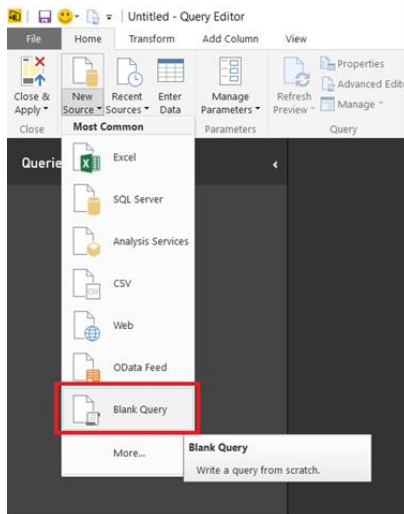 Untitled - Query Editor
File Home Transform Add Column View
Close & Apply
New Source
Recent Sources
Enter Data
Manage Parameters
Refresh Preview
Properties
Advanced Edit
Manage
Close
Parameters
Query
Most Common
Querie
Excel
SQL Server
Analysis Services
CSV
Web
OData Feed
Blank Query
More...
Blank Query
Write a query from scratch.